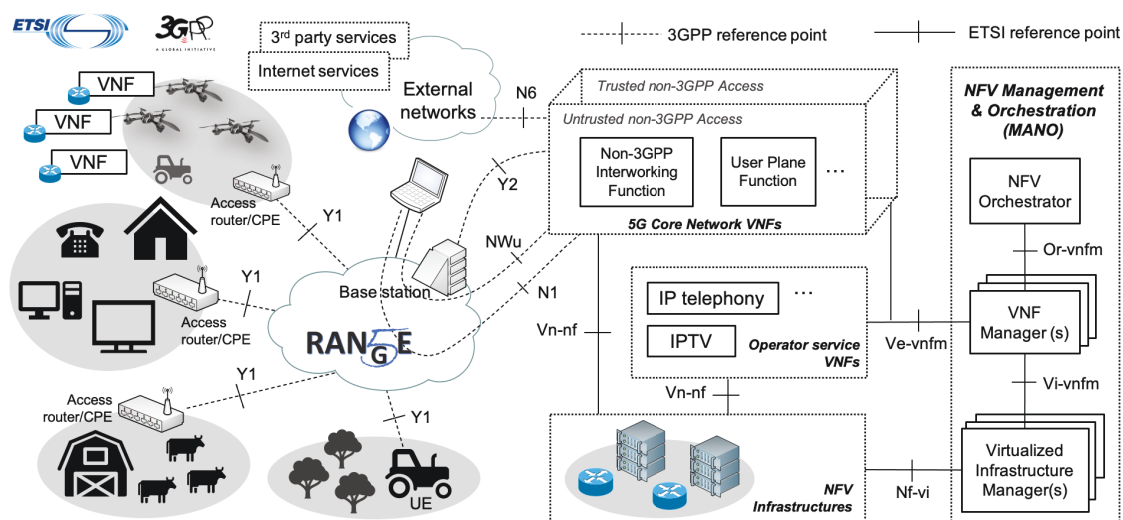 ETSI
3GPP
A GLOBAL INITIATIVE
3rd party services
Internet services
External
networks
3GPP reference point
ETSI reference point
VNF
VNF
VNF
N6
Trusted non-3GPP Access
Untrusted non-3GPP Access
Non-3GPP
Interworking
Function
User Plane
Function
...
5G Core Network VNFs
NFV Management
& Orchestration
(MANO)
NFV
Orchestrator
Or-vnfm
VNF
Manager (s)
Vi-vnfm
Virtualized
Infrastructure
Manager(s)
Access
router/CPE
Y1
Y2
NWu
N1
Y1
Access
router/CPE
Base station
RAN5GE
Vn-nf
IP telephony
...
IPTV
Operator service
VNFs
Ve-vnfm
Vn-nf
Y1
Access
router/CPE
Y1
UE
NFV
Infrastructures
Nf-vi